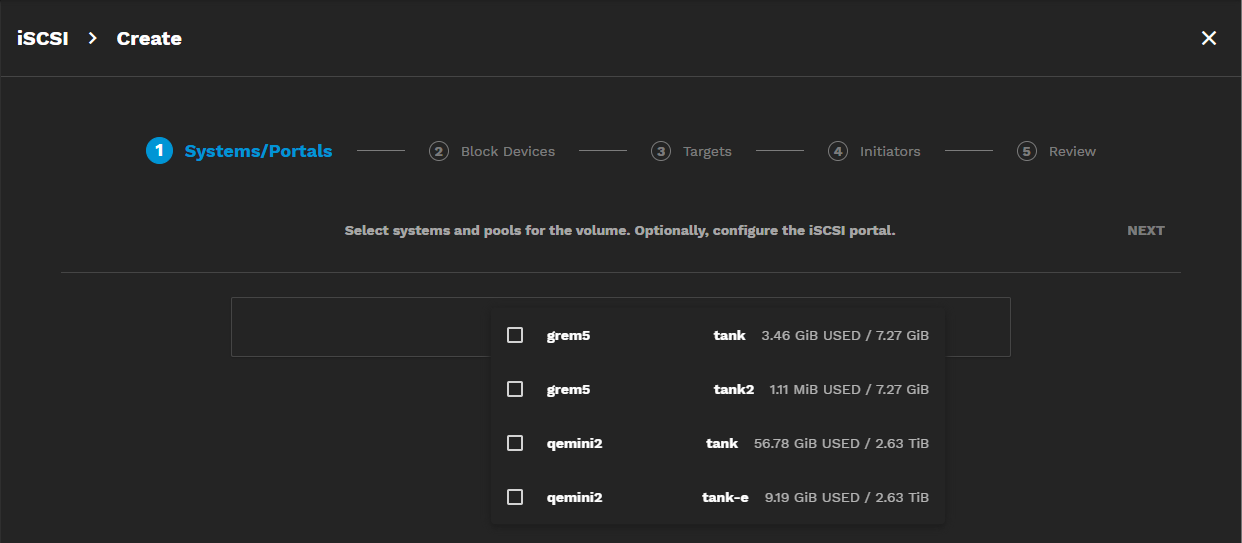 iSCSI > Create ×
1 Systems/Portals 2 Block Devices 3 Targets 4 Initiators 5 Review
Select systems and pools for the volume. Optionally, configure the iSCSI portal. NEXT
grem5 tank 3.46 GiB USED / 7.27 GiB
grem5 tank2 1.11 MiB USED / 7.27 GiB
qemini2 tank 56.78 GiB USED / 2.63 TiB
qemini2 tank-e 9.19 GiB USED / 2.63 TiB